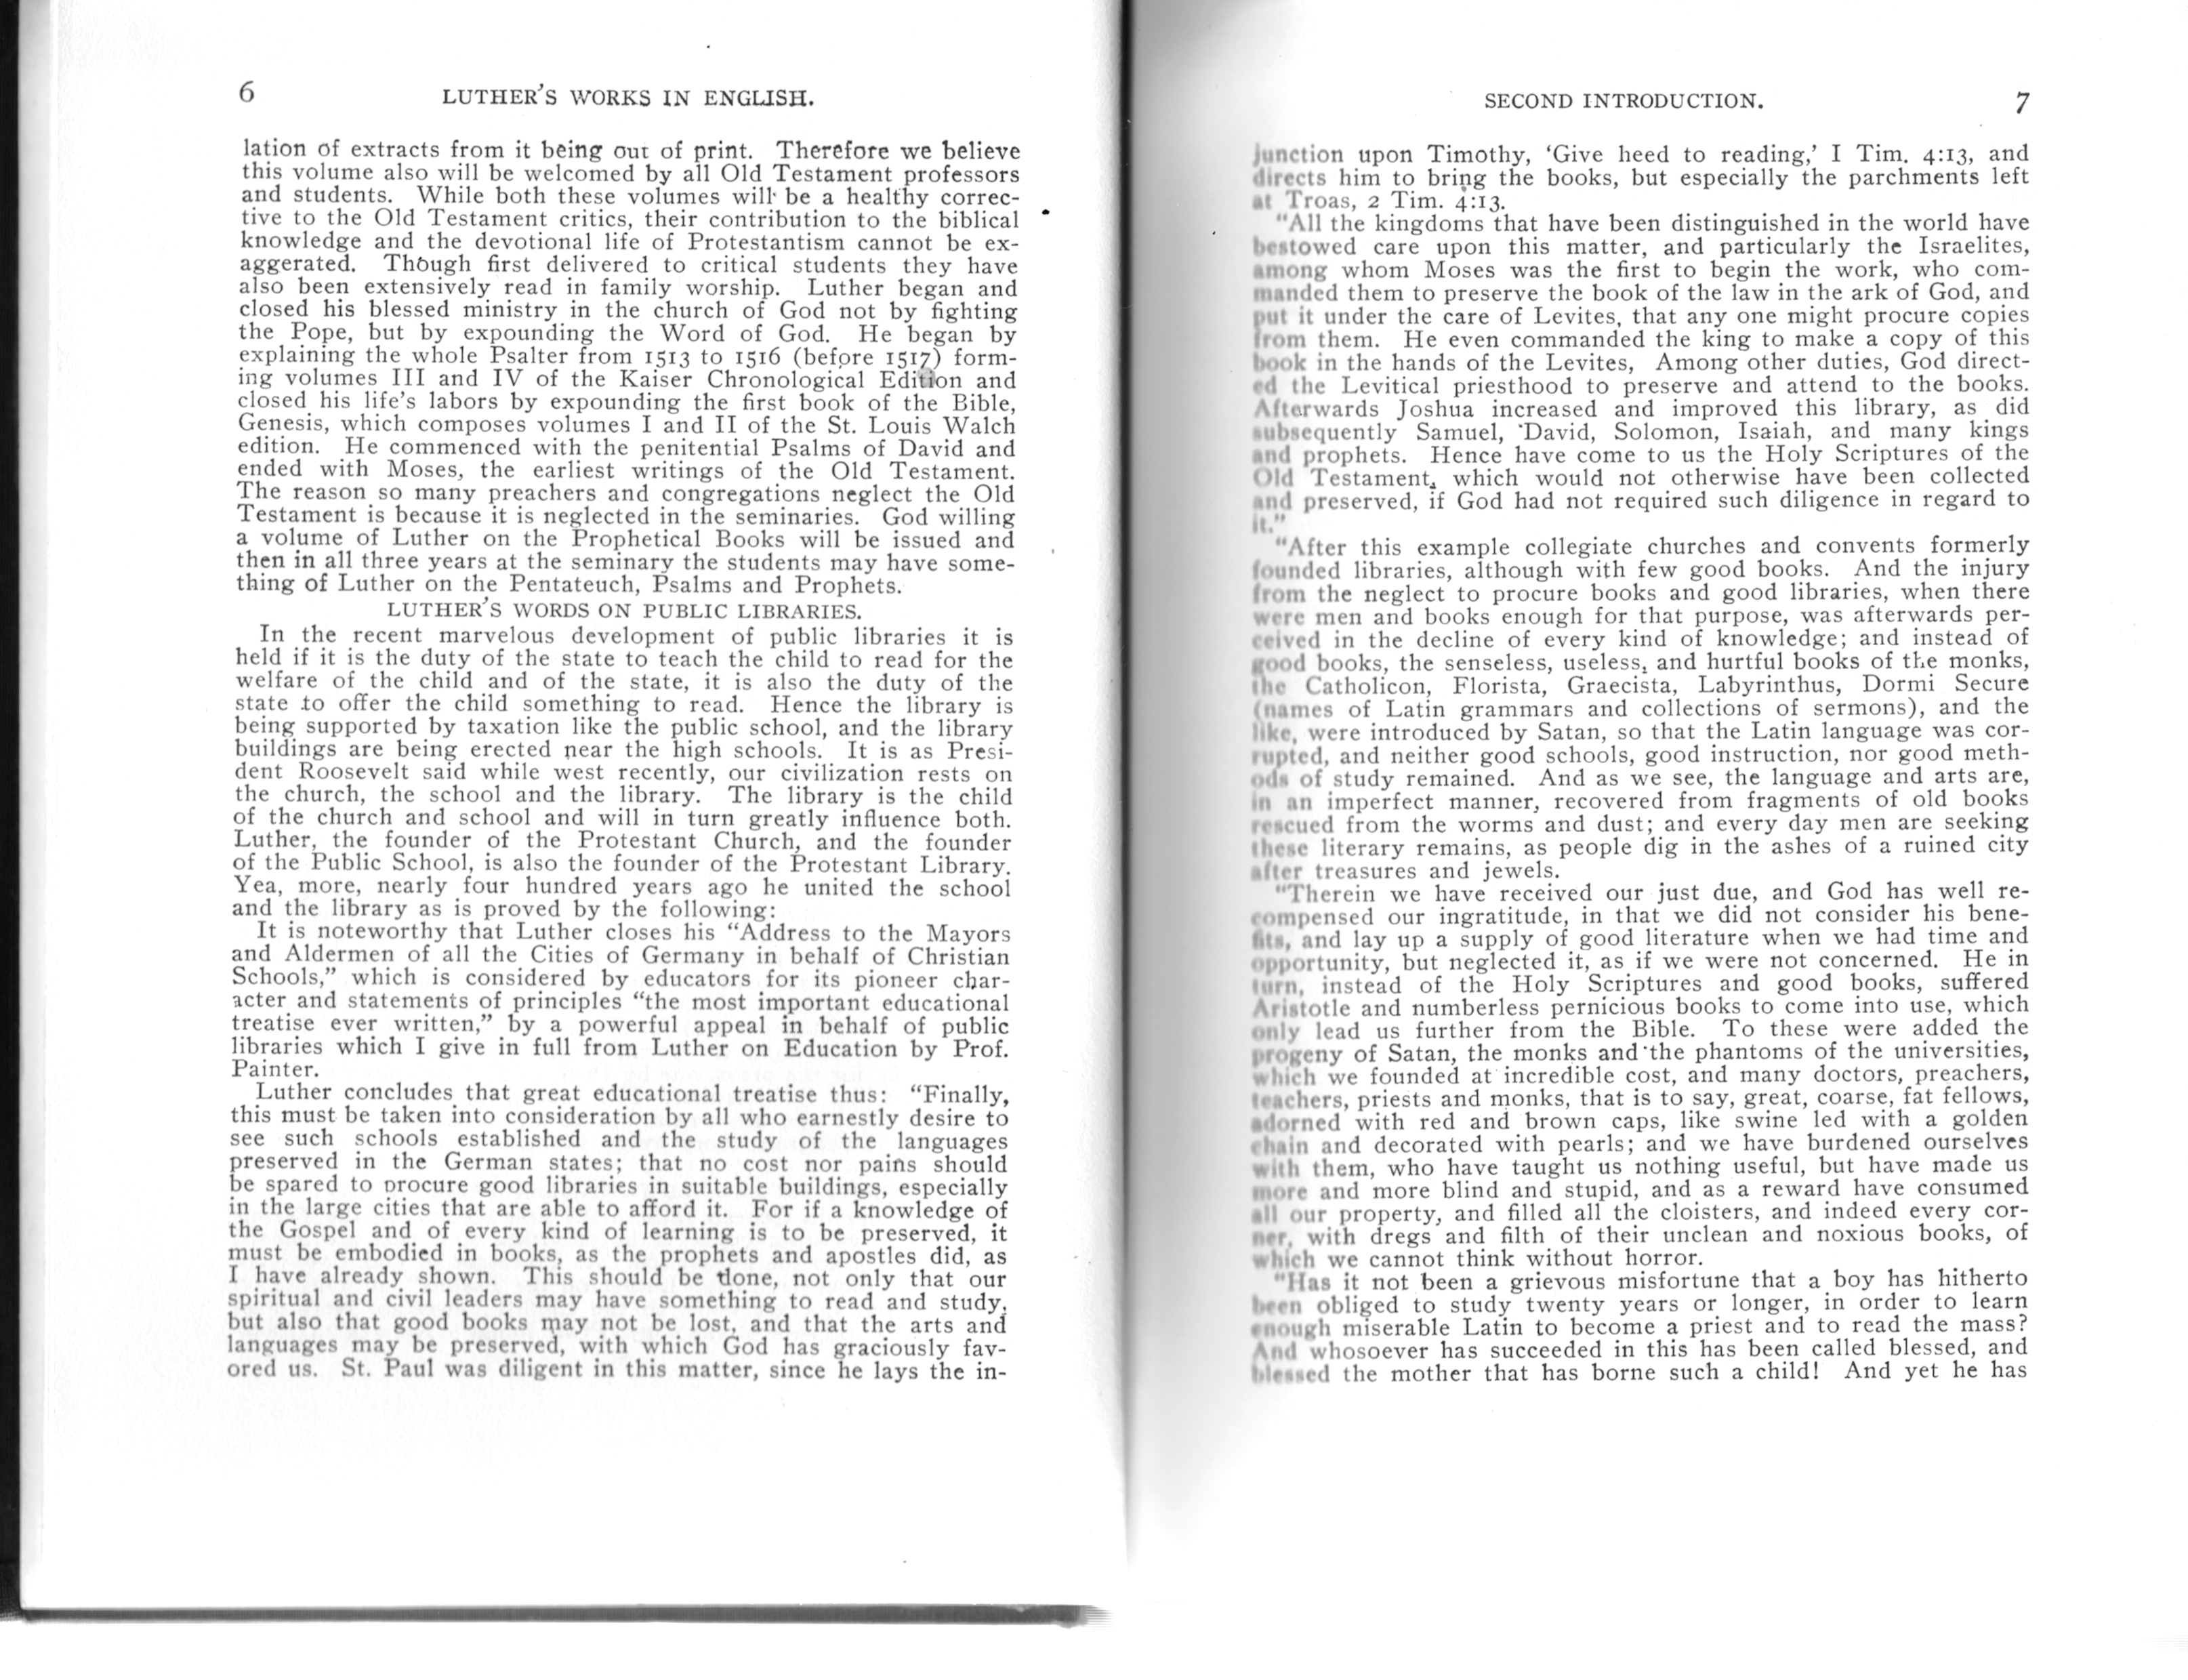 6 LUTHER'S WORKS IN ENGLISH.
lation of extracts from it being out of print. Therefore we believe
this volume also will be welcomed by all Old Testament professors
and students. While both these volumes will be a healthy correc-
tive to the Old Testament critics, their contribution to the biblical
knowledge and the devotional life of Protestantism cannot be ex-
aggerated. Though first delivered to critical students they have
also been extensively read in family worship. Luther began and
closed his blessed ministry in the church of God not by fighting
the Pope, but by expounding the Word of God. He began by
explaining the whole Psalter from 1513 to 1516 (before 1517) form-
ing volumes III and IV of the Kaiser Chronological Edition and
closed his life's labors by expounding the first book of the Bible,
Genesis, which composes volumes I and II of the St. Louis Walch
edition. He commenced with the penitential Psalms of David and
ended with Moses, the earliest writings of the Old Testament.
The reason so many preachers and congregations neglect the Old
Testament is because it is neglected in the seminaries. God willing
a volume of Luther on the Prophetical Books will be issued and
then in all three years at the seminary the students may have some-
thing of Luther on the Pentateuch, Psalms and Prophets.
LUTHER'S WORDS ON PUBLIC LIBRARIES.
In the recent marvelous development of public libraries it is
held if it is the duty of the state to teach the child to read for the
welfare of the child and of the state, it is also the duty of the
state to offer the child something to read. Hence the library is
being supported by taxation like the public school, and the library
buildings are being erected near the high schools. It is as Presi-
dent Roosevelt said while west recently, our civilization rests on
the church, the school and the library. The library is the child
of the church and school and will in turn greatly influence both.
Luther, the founder of the Protestant Church, and the founder
of the Public School, is also the founder of the Protestant Library.
Yea, more, nearly four hundred years ago he united the school
and the library as is proved by the following:
It is noteworthy that Luther closes his “Address to the Mayors
and Aldermen of all the Cities of Germany in behalf of Christian
Schools,” which is considered by educators for its pioneer char-
acter and statements of principles “the most important educational
treatise ever written,” by a powerful appeal in behalf of public
libraries which I give in full from Luther on Education by Prof.
Painter.
Luther concludes that great educational treatise thus: “Finally,
this must be taken into consideration by all who earnestly desire to
see such schools established and the study of the languages
preserved in the German states; that no cost nor pains should
be spared to procure good libraries in suitable buildings, especially
in the large cities that are able to afford it. For if a knowledge of
the Gospel and of every kind of learning is to be preserved, it
must be embodied in books, as the prophets and apostles did, as
I have already shown. This should be done, not only that our
spiritual and civil leaders may have something to read and study,
but also that good books may not be lost, and that the arts and
languages may be preserved, with which God has graciously fav-
ored us. St. Paul was diligent in this matter, since he lays the in-
SECOND INTRODUCTION. 7
junction upon Timothy, ‘Give heed to reading,’ I Tim. 4:13, and
directs him to bring the books, but especially the parchments left
at Troas, 2 Tim. 4:13.
“All the kingdoms that have been distinguished in the world have
bestowed care upon this matter, and particularly the Israelites,
among whom Moses was the first to begin the work, who com-
manded them to preserve the book of the law in the ark of God, and
put it under the care of Levites, that any one might procure copies
from them. He even commanded the king to make a copy of this
book in the hands of the Levites, Among other duties, God direct-
ed the Levitical priesthood to preserve and attend to the books.
Afterwards Joshua increased and improved this library, as did
subsequently Samuel, David, Solomon, Isaiah, and many kings
and prophets. Hence have come to us the Holy Scriptures of the
Old Testament, which would not otherwise have been collected
and preserved, if God had not required such diligence in regard to
it.”
“After this example collegiate churches and convents formerly
founded libraries, although with few good books. And the injury
from the neglect to procure books and good libraries, when there
were men and books enough for that purpose, was afterwards per-
ceived in the decline of every kind of knowledge; and instead of
good books, the senseless, useless, and hurtful books of the monks,
the Catholicon, Florista, Graecista, Labyrinthus, Dormi Secure
(names of Latin grammars and collections of sermons), and the
like, were introduced by Satan, so that the Latin language was cor-
rupted, and neither good schools, good instruction, nor good meth-
ods of study remained. And as we see, the language and arts are,
in an imperfect manner, recovered from fragments of old books
rescued from the worms and dust; and every day men are seeking
these literary remains, as people dig in the ashes of a ruined city
after treasures and jewels.
“Therein we have received our just due, and God has well re-
compensed our ingratitude, in that we did not consider his bene-
fits, and lay up a supply of good literature when we had time and
opportunity, but neglected it, as if we were not concerned. He in
turn, instead of the Holy Scriptures and good books, suffered
Aristotle and numberless pernicious books to come into use, which
only lead us further from the Bible. To these were added the
progeny of Satan, the monks and the phantoms of the universities,
which we founded at incredible cost, and many doctors, preachers,
teachers, priests and monks, that is to say, great, coarse, fat fellows,
adorned with red and brown caps, like swine led with a golden
chain and decorated with pearls; and we have burdened ourselves
with them, who have taught us nothing useful, but have made us
more and more blind and stupid, and as a reward have consumed
all our property, and filled all the cloisters, and indeed every cor-
ner, with dregs and filth of their unclean and noxious books, of
which we cannot think without horror.
“Has it not been a grievous misfortune that a boy has hitherto
been obliged to study twenty years or longer, in order to learn
enough miserable Latin to become a priest and to read the mass?
And whosoever has succeeded in this has been called blessed, and
blessed the mother that has borne such a child! And yet he has